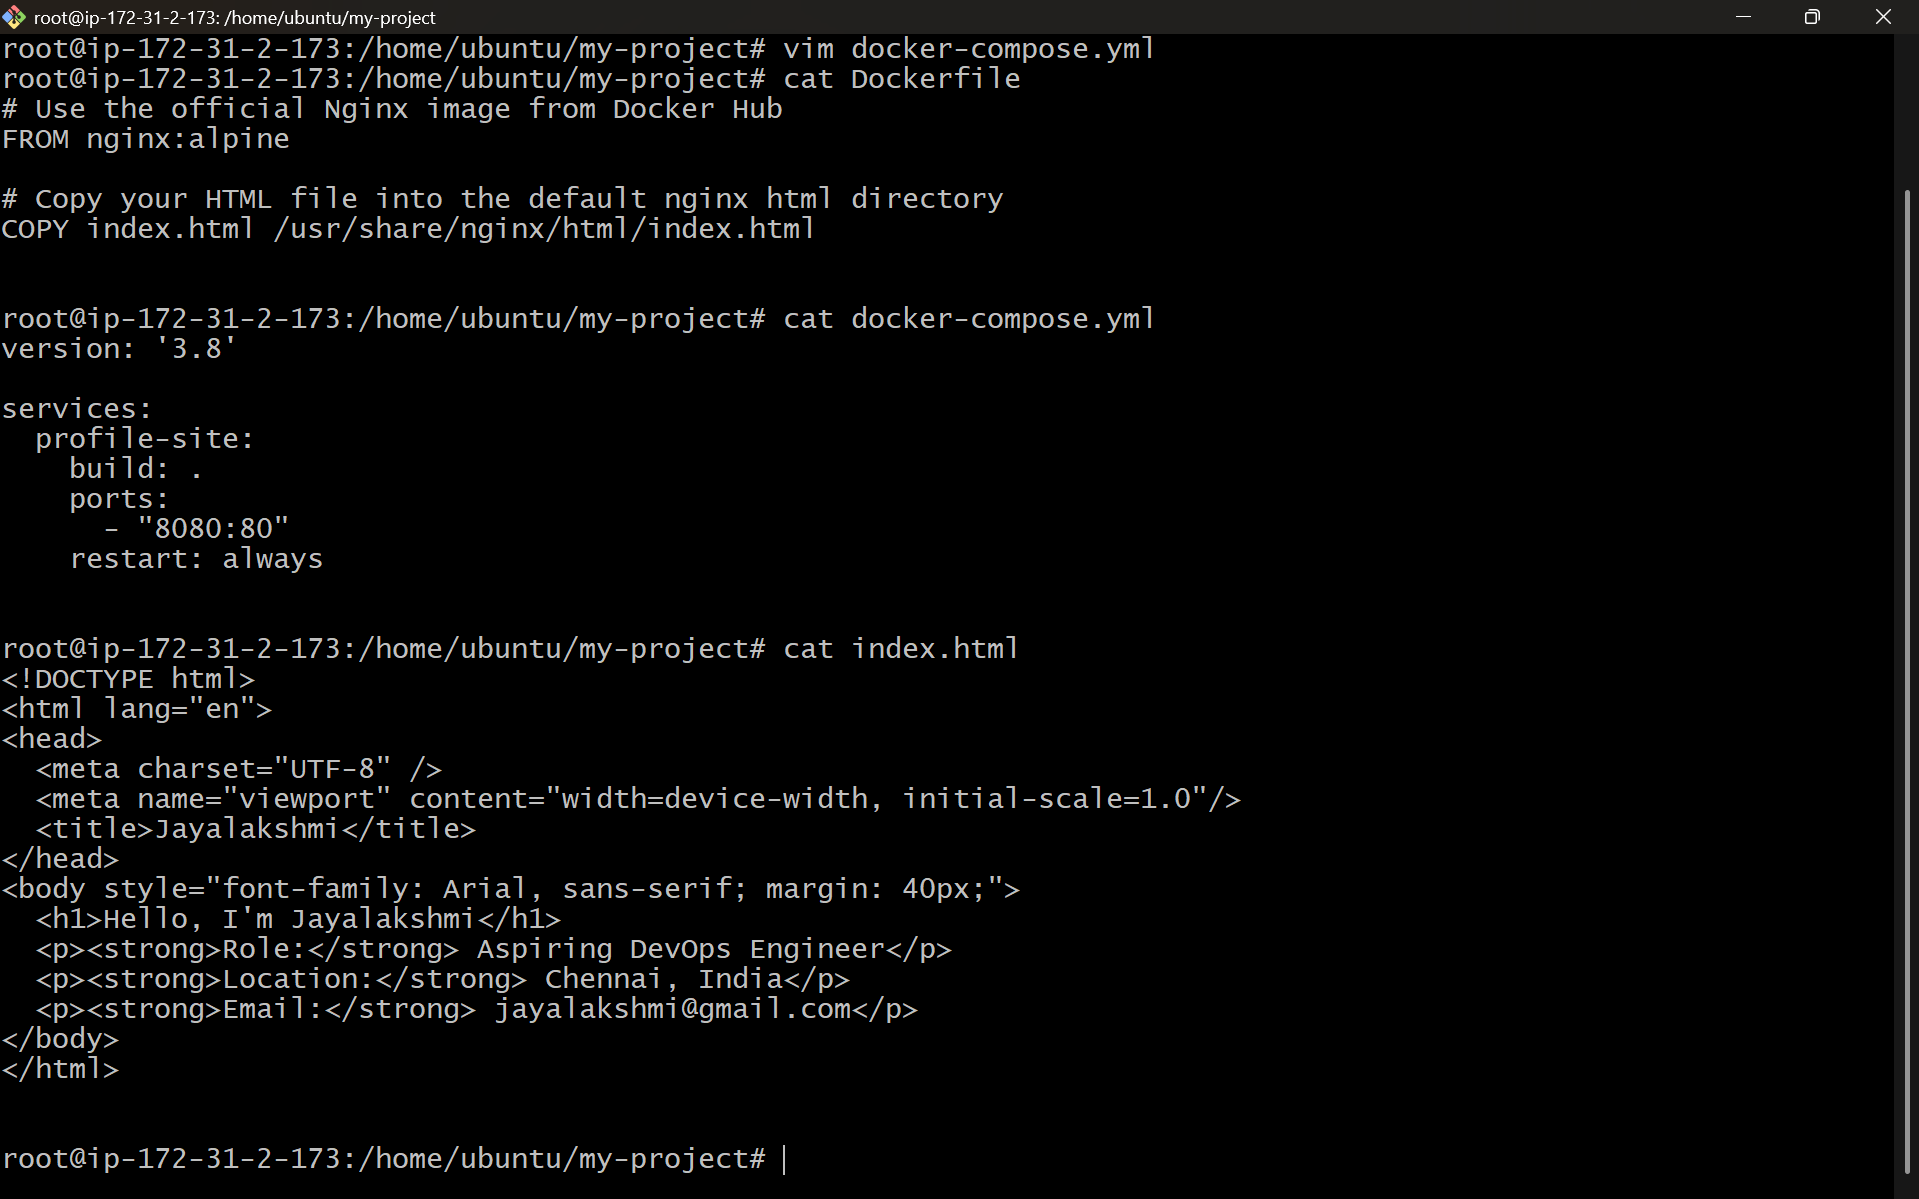 root@ip-172-31-2-173: /home/ubuntu/my-project
root@ip-172-31-2-173:/home/ubuntu/my-project# vim docker-compose.yml
root@ip-172-31-2-173:/home/ubuntu/my-project# cat Dockerfile
# Use the official Nginx image from Docker Hub
FROM nginx:alpine

# Copy your HTML file into the default nginx html directory
COPY index.html /usr/share/nginx/html/index.html


root@ip-172-31-2-173:/home/ubuntu/my-project# cat docker-compose.yml
version: '3.8'

services:
  profile-site:
    build: .
    ports:
      - "8080:80"
    restart: always


root@ip-172-31-2-173:/home/ubuntu/my-project# cat index.html
<!DOCTYPE html>
<html lang="en">
<head>
  <meta charset="UTF-8" />
  <meta name="viewport" content="width=device-width, initial-scale=1.0"/>
  <title>Jayalakshmi</title>
</head>
<body style="font-family: Arial, sans-serif; margin: 40px;">
  <h1>Hello, I'm Jayalakshmi</h1>
  <p><strong>Role:</strong> Aspiring DevOps Engineer</p>
  <p><strong>Location:</strong> Chennai, India</p>
  <p><strong>Email:</strong> jayalakshmi@gmail.com</p>
</body>
</html>


root@ip-172-31-2-173:/home/ubuntu/my-project#